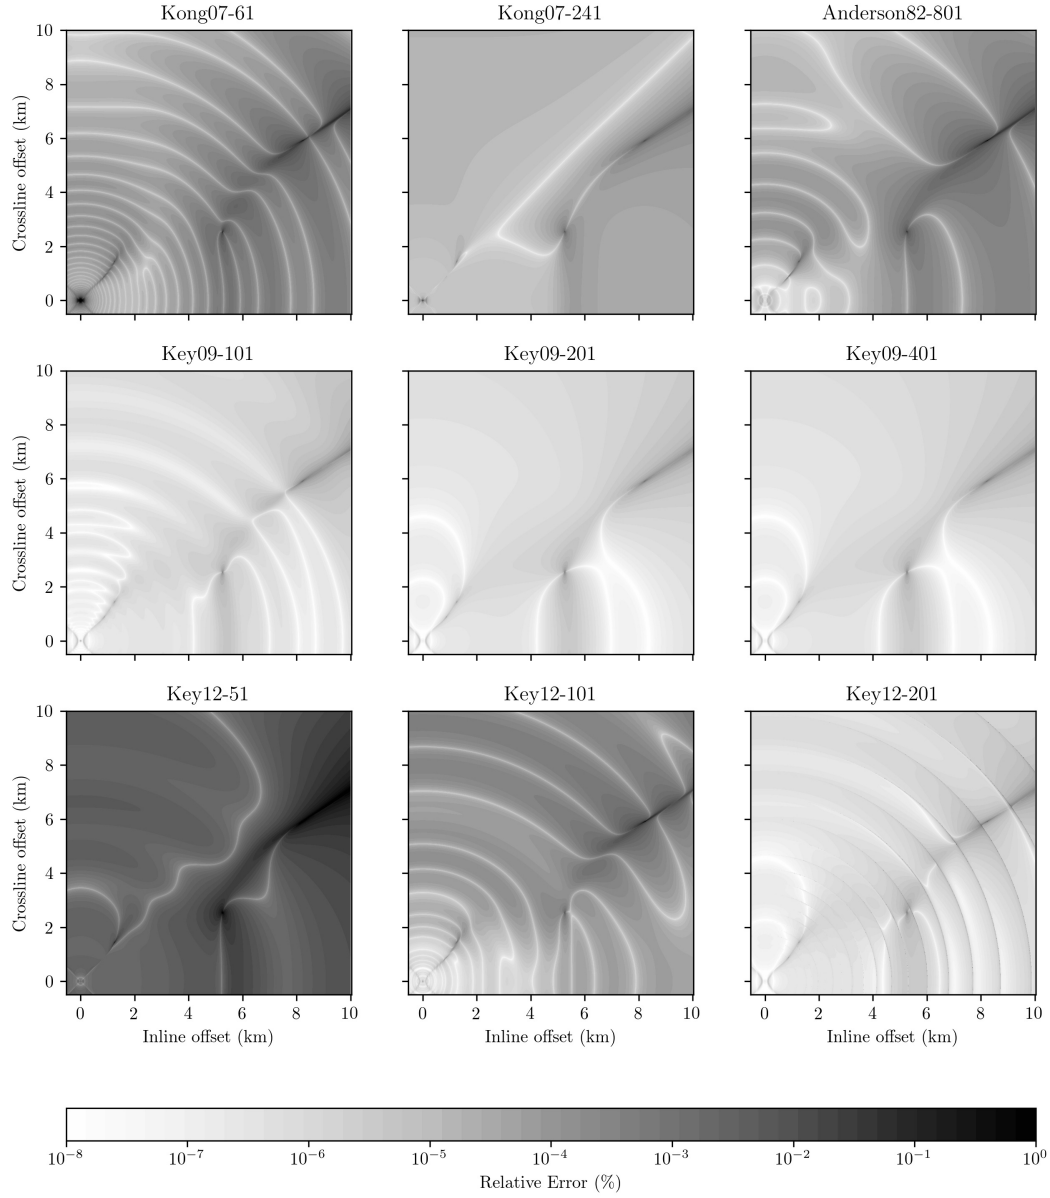 Kong07-61 Kong07-241 Anderson82-801
10
8
6
4
2
0
Crossline offset (km)
Key09-101 Key09-201 Key09-401
10
8
6
4
2
0
Crossline offset (km)
Key12-51 Key12-101 Key12-201
10
8
6
4
2
0
Crossline offset (km)
0 2 4 6 8 10 0 2 4 6 8 10 0 2 4 6 8 10
Inline offset (km) Inline offset (km) Inline offset (km)
10⁻⁸ 10⁻⁷ 10⁻⁶ 10⁻⁵ 10⁻⁴ 10⁻³ 10⁻² 10⁻¹ 10⁰
Relative Error (%)